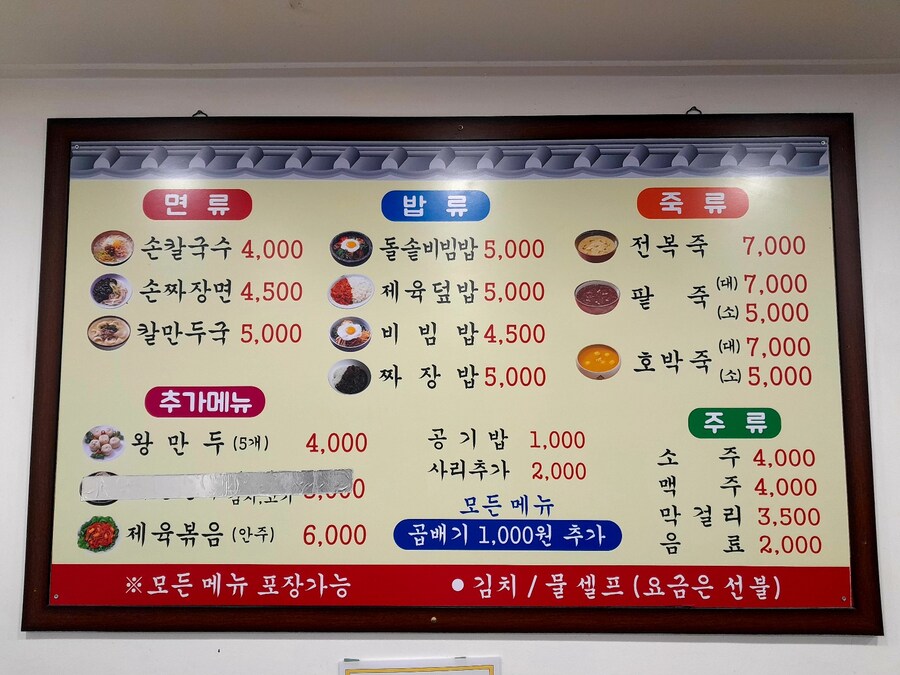 면 류
손칼국수 4,000
손짜장면 4,500
칼만두국 5,000
밥 류
돌솥비빔밥 5,000
제육덮밥 5,000
비 빔 밥 4,500
짜 장 밥 5,000
죽 류
전복죽 7,000
팥 죽 (대) 7,000
(소) 5,000
호박죽 (대) 7,000
(소) 5,000
추가메뉴
왕 만 두 (5개) 4,000
김치,고기
제육볶음 (안주) 6,000
공 기 밥 1,000
사리추가 2,000
모든 메뉴
곱배기 1,000원 추가
주 류
소 주 4,000
맥 주 4,000
막 걸 리 3,500
음 료 2,000
※모든 메뉴 포장가능
●김치 / 물 셀프 (요금은 선불)